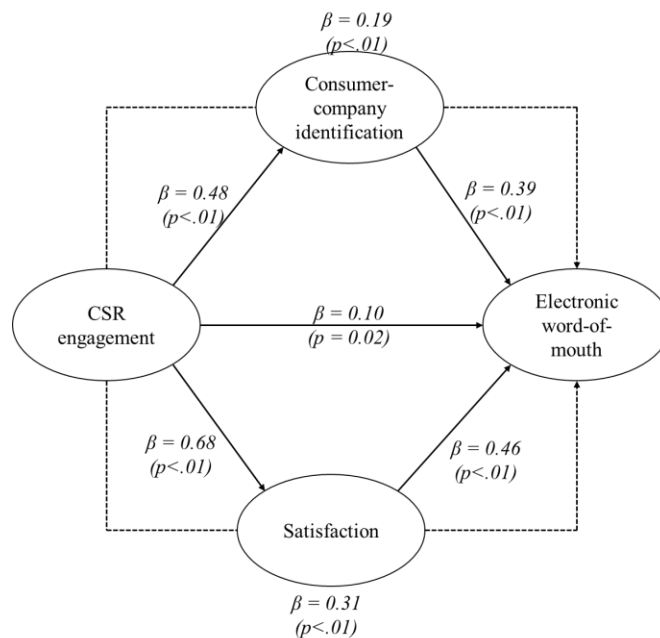 β = 0.19
(p<.01)
Consumer-
company
identification
β = 0.48
(p<.01)
β = 0.39
(p<.01)
CSR
engagement
β = 0.10
(p = 0.02)
Electronic
word-of-
mouth
β = 0.68
(p<.01)
β = 0.46
(p<.01)
Satisfaction
β = 0.31
(p<.01)